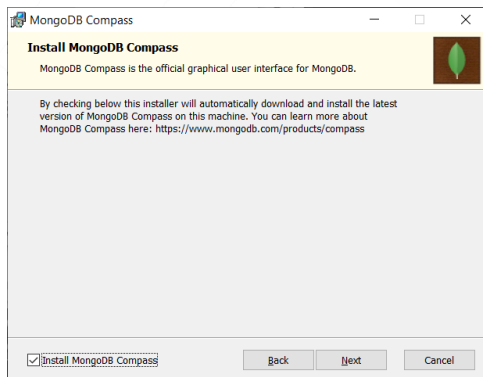 MongoDB Compass
Install MongoDB Compass
MongoDB Compass is the official graphical user interface for MongoDB.
By checking below this installer will automatically download and install the latest
version of MongoDB Compass on this machine. You can learn more about
MongoDB Compass here: https://www.mongodb.com/products/compass
Install MongoDB Compass
Back
Next
Cancel